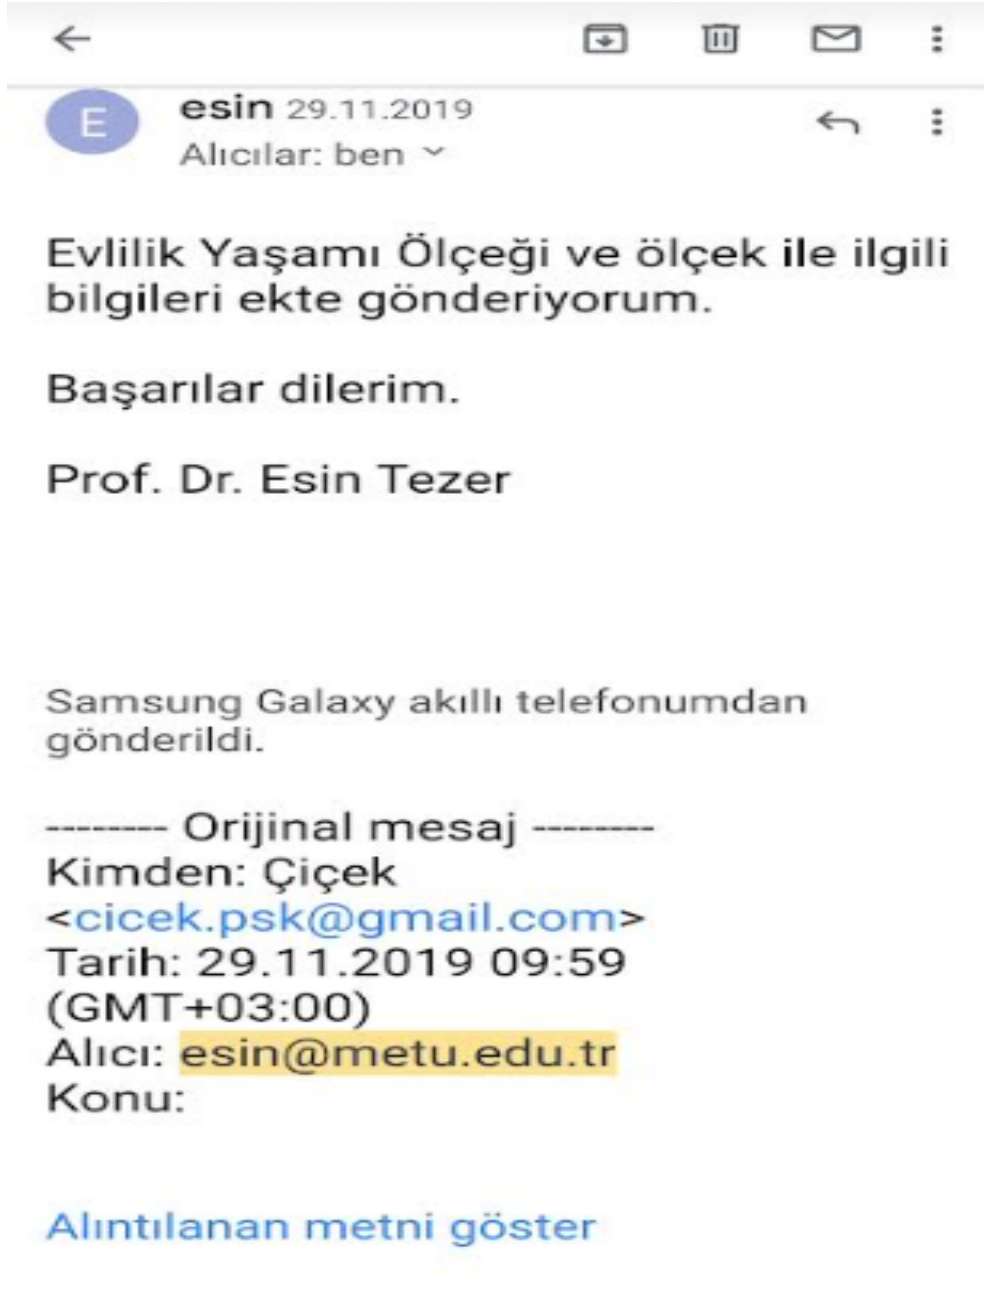 E
esin 29.11.2019
Alıcılar: ben
Evlilik Yaşamı Ölçeği ve ölçek ile ilgili
bilgileri ekte gönderiyorum.
Başarılar dilerim.
Prof. Dr. Esin Tezer
Samsung Galaxy akıllı telefonumdan
gönderildi.
-------- Orijinal mesaj --------
Kimden: Çiçek
<cicek.psk@gmail.com>
Tarih: 29.11.2019 09:59
(GMT+03:00)
Alıcı: esin@metu.edu.tr
Konu:
Alıntılanan metni göster